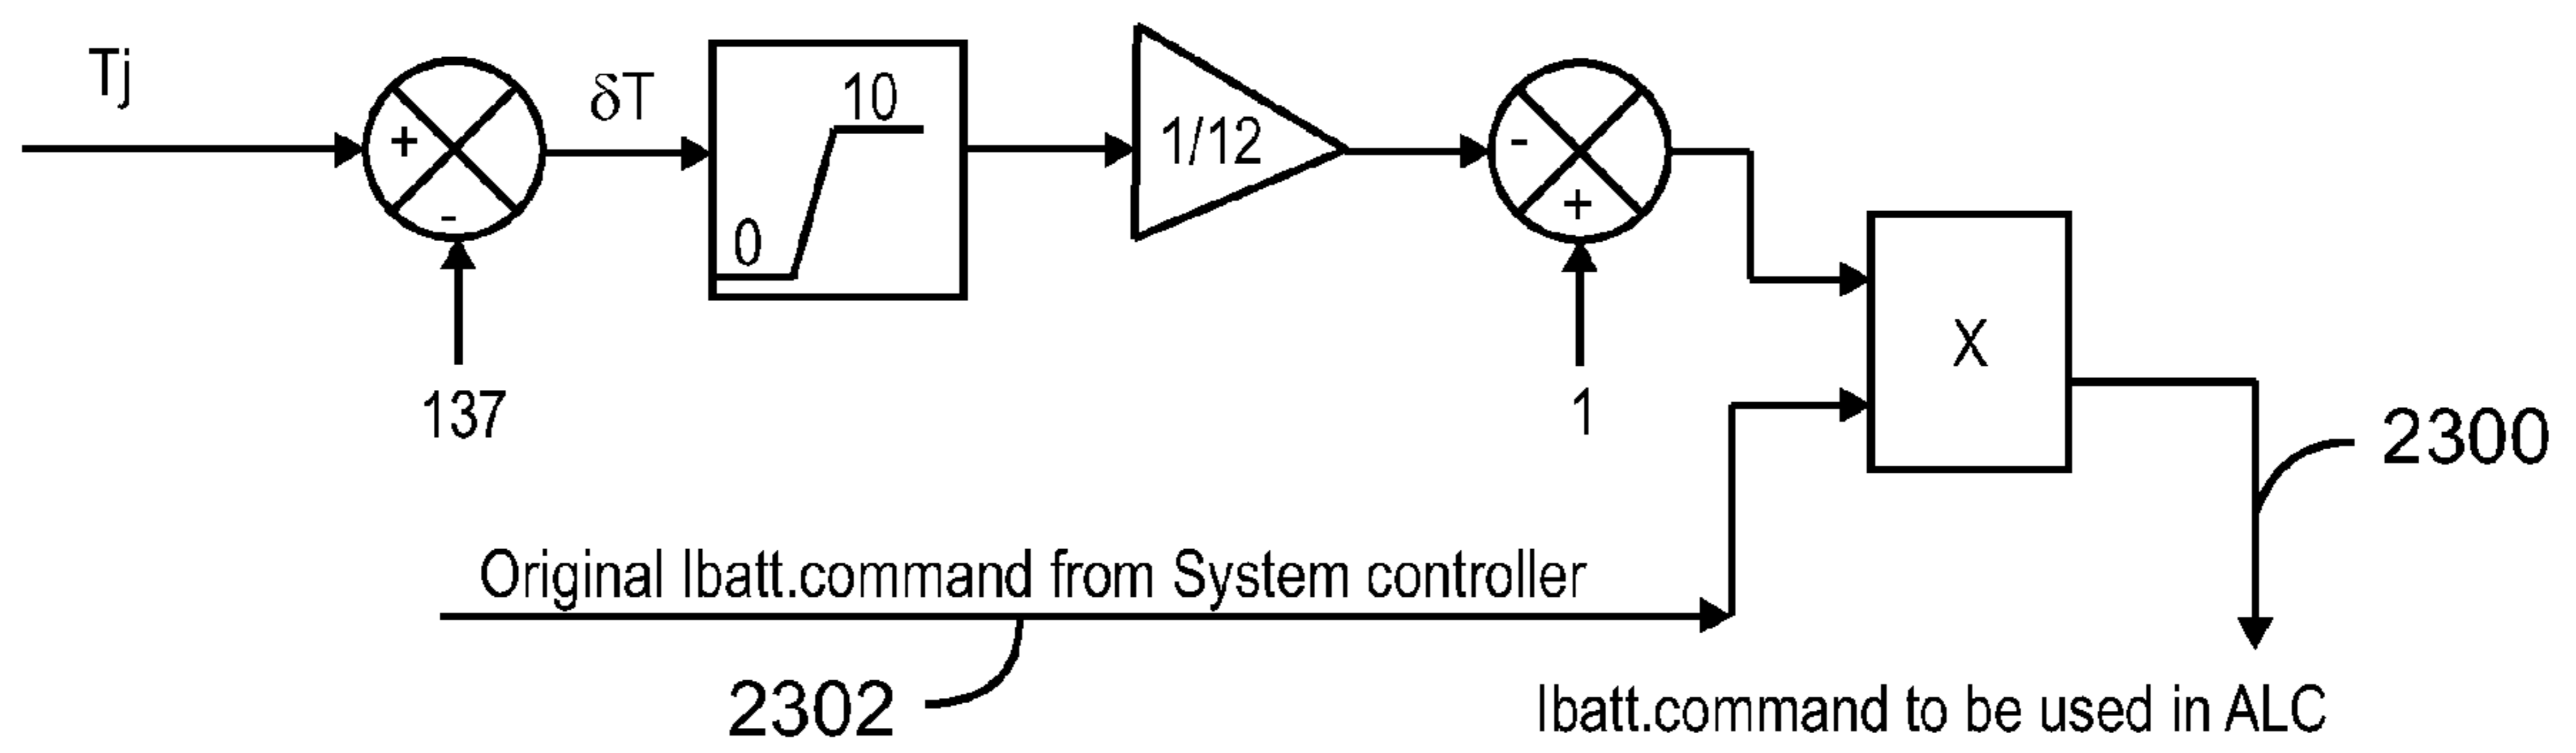 Tj
δT
10
0
1/12
+
-
137
-
+
1
X
2300
Original Ibatt.command from System controller
2302
Ibatt.command to be used in ALC